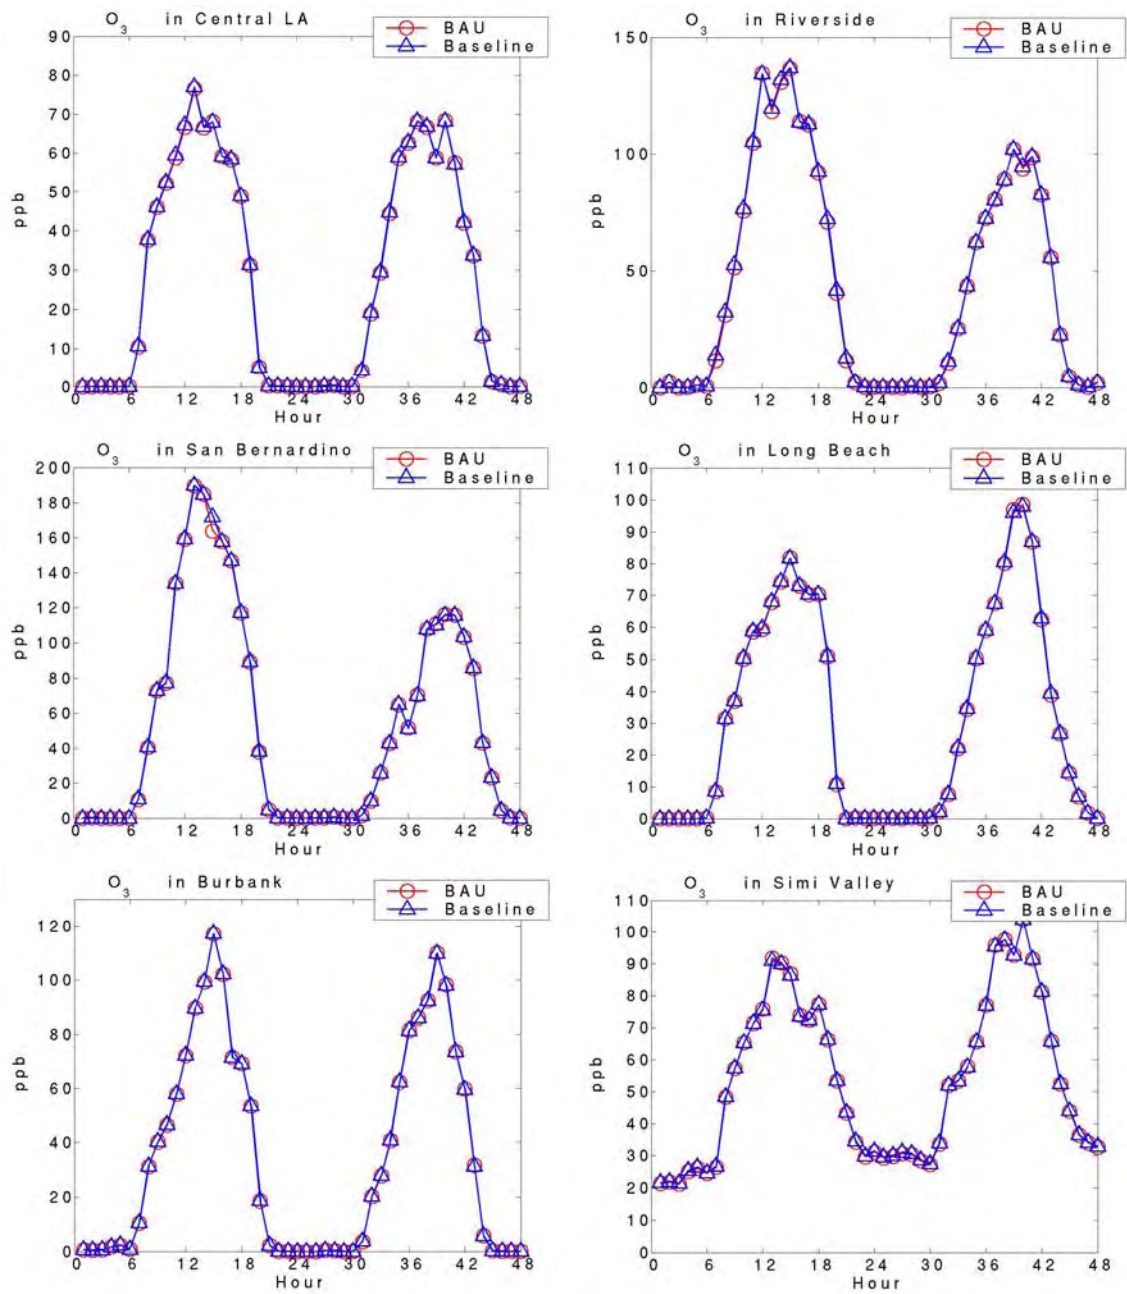 O3 in Central LA
BAU
Baseline
90
80
70
60
50
40
30
20
10
0
ppb
0 6 12 18 24 30 36 42 48
Hour
O3 in Riverside
BAU
Baseline
150
100
50
0
ppb
0 6 12 18 24 30 36 42 48
Hour
O3 in San Bernardino
BAU
Baseline
200
180
160
140
120
100
80
60
40
20
0
ppb
0 6 12 18 24 30 36 42 48
Hour
O3 in Long Beach
BAU
Baseline
110
100
90
80
70
60
50
40
30
20
10
0
ppb
0 6 12 18 24 30 36 42 48
Hour
O3 in Burbank
BAU
Baseline
120
100
80
60
40
20
0
ppb
0 6 12 18 24 30 36 42 48
Hour
O3 in Simi Valley
BAU
Baseline
110
100
90
80
70
60
50
40
30
20
10
0
ppb
0 6 12 18 24 30 36 42 48
Hour